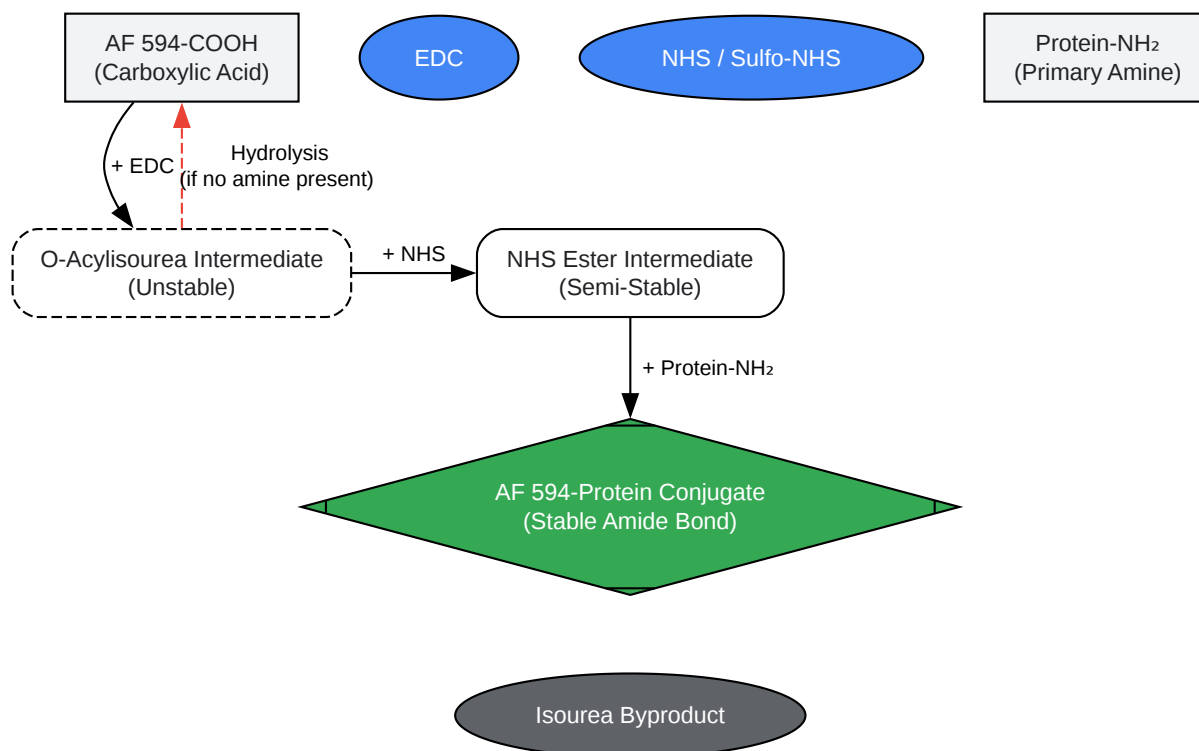 AF 594-COOH
(Carboxylic Acid)
EDC
NHS / Sulfo-NHS
Protein-NH₂
(Primary Amine)
+ EDC
Hydrolysis
(if no amine present)
O-Acylisourea Intermediate
(Unstable)
+ NHS
NHS Ester Intermediate
(Semi-Stable)
+ Protein-NH₂
AF 594-Protein Conjugate
(Stable Amide Bond)
Isourea Byproduct